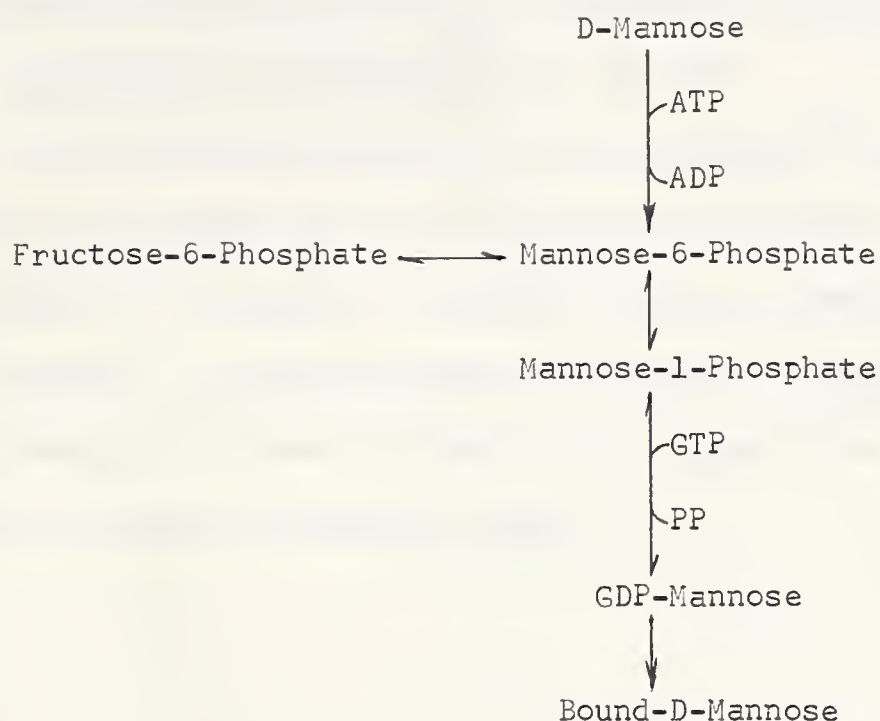 D-Mannose
ATP
ADP
Fructose-6-Phosphate
Mannose-6-Phosphate
Mannose-1-Phosphate
GTP
PP
GDP-Mannose
Bound-D-Mannose